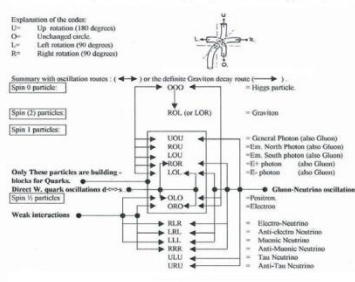 Explanation of the codes:
U= Up rotation (180 degrees)
O= Unchanged circle.
L= Left rotation (90 degrees)
R= Right rotation (90 degrees)
U
L
R
O
Summary with oscillation routes : ( ) or the definite Graviton decay route ( ) .
Spin 0 particle:
OOO = Higgs particle.
Spin (2) particles:
ROL (or LOR) = Graviton
Spin 1 particles:
UOU = General Photon (also Gluon)
ROU =Em. North Photon (also Gluon)
LOU =Em. South photon (also Gluon)
ROR = E+ photon (also Gluon)
Only These particles are building - LOL = E- photon (also Gluon)
blocks for Quarks.
Direct W. quark oscillations d<=>s. Gluon-Neutrino oscillation
Spin ½ particles OLO = Positron.
ORO =Electron
Weak interactions
RLR = Electro-Neutrino
LRL = Anti-electro Neutrino
LLL = Muonic Neutrino
RRR = Anti-Muonic Neutrino
ULU = Tau Neutrino
URU = Anti-Tau Neutrino